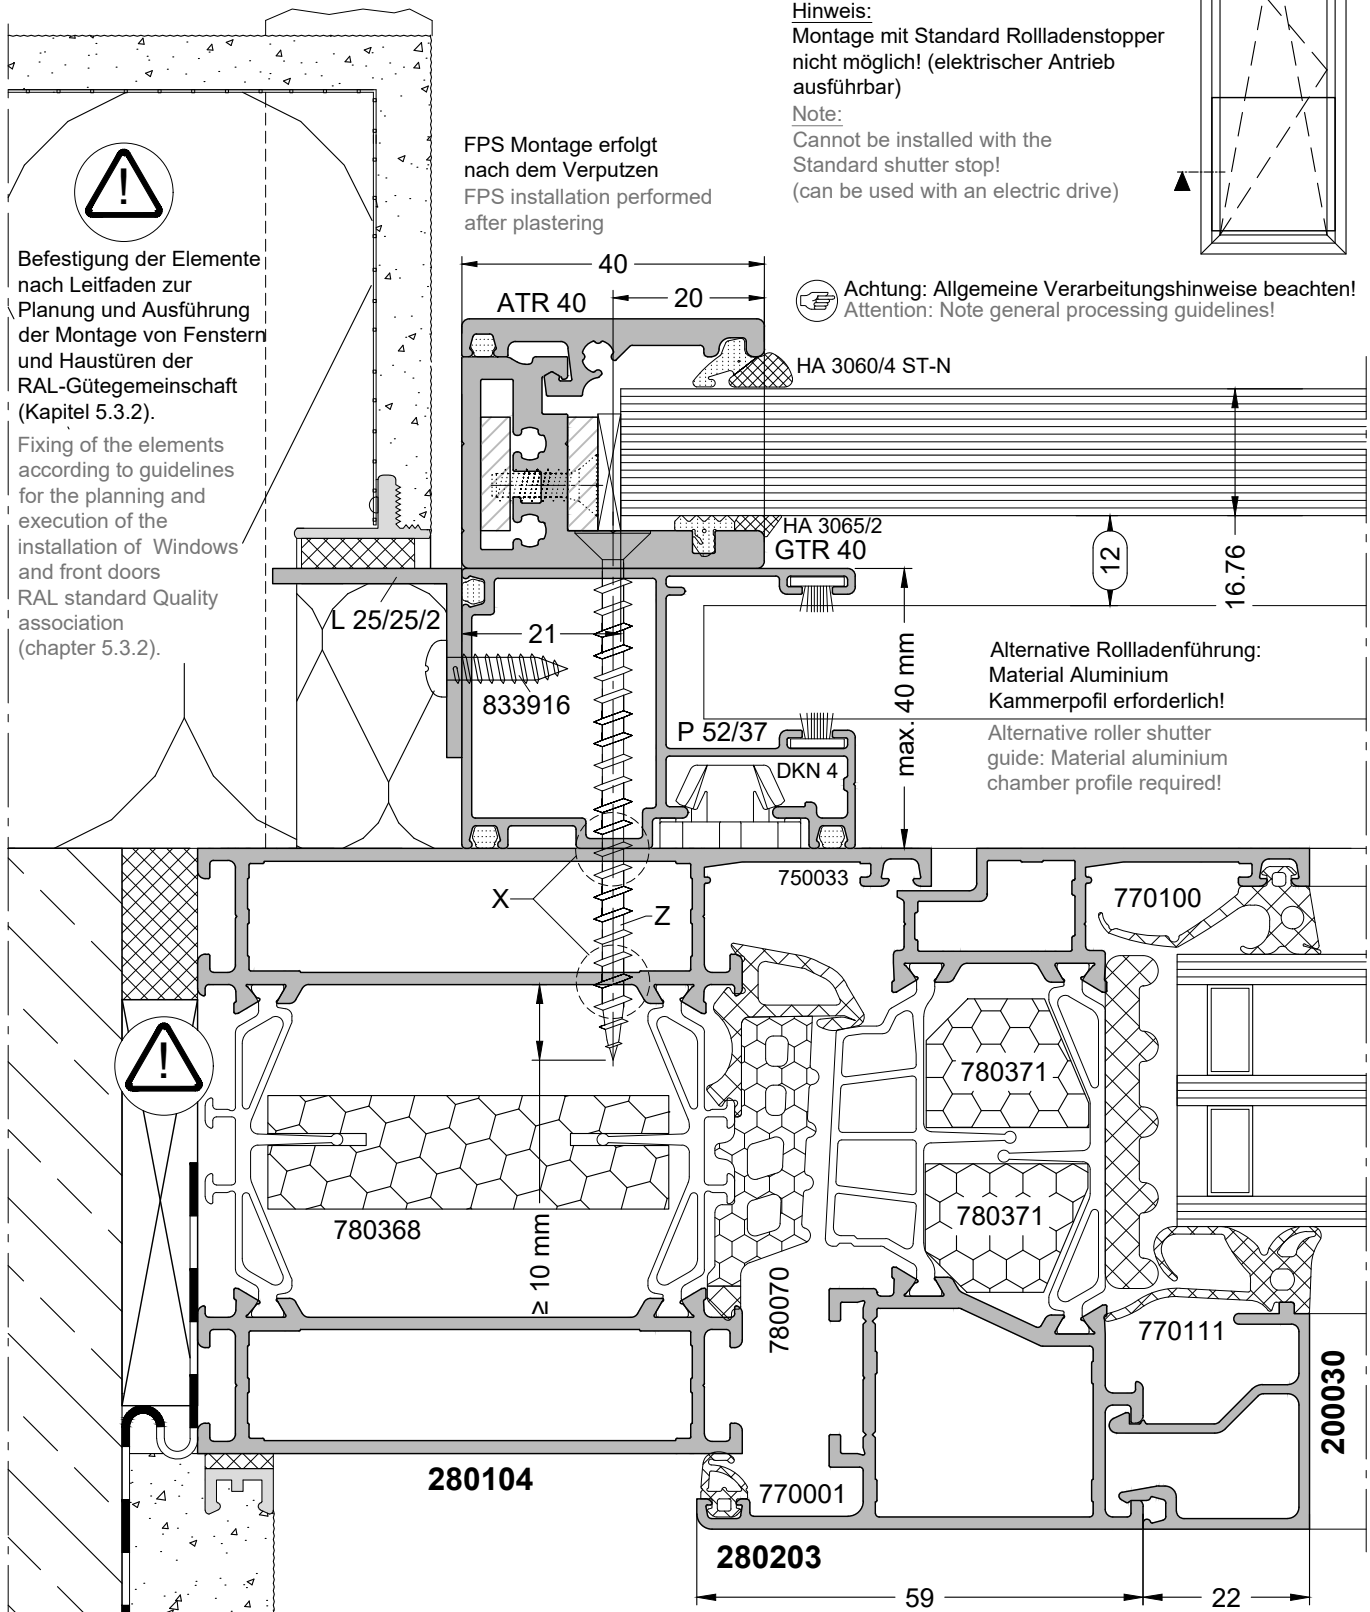 Hinweis:
Montage mit Standard Rollladenstopper
nicht möglich! (elektrischer Antrieb
ausführbar)
Note:
Cannot be installed with the
Standard shutter stop!
(can be used with an electric drive)
FPS Montage erfolgt
nach dem Verputzen
FPS installation performed
after plastering
!
Befestigung der Elemente
nach Leitfaden zur
Planung und Ausführung
der Montage von Fenstern
und Haustüren der
RAL-Gütegemeinschaft
(Kapitel 5.3.2).
Fixing of the elements
according to guidelines
for the planning and
execution of the
installation of Windows
and front doors
RAL standard Quality
association
(chapter 5.3.2).
40
ATR 40
20
Achtung: Allgemeine Verarbeitungshinweise beachten!
Attention: Note general processing guidelines!
HA 3060/4 ST-N
HA 3065/2
GTR 40
12
16.76
L 25/25/2
21
833916
P 52/37
DKN 4
max. 40 mm
Alternative Rollladenführung:
Material Aluminium
Kammerpofil erforderlich!
Alternative roller shutter
guide: Material aluminium
chamber profile required!
X
Z
750033
770100
!
780371
780371
780368
≥ 10 mm
780070
770111
200030
280104
770001
280203
59
22